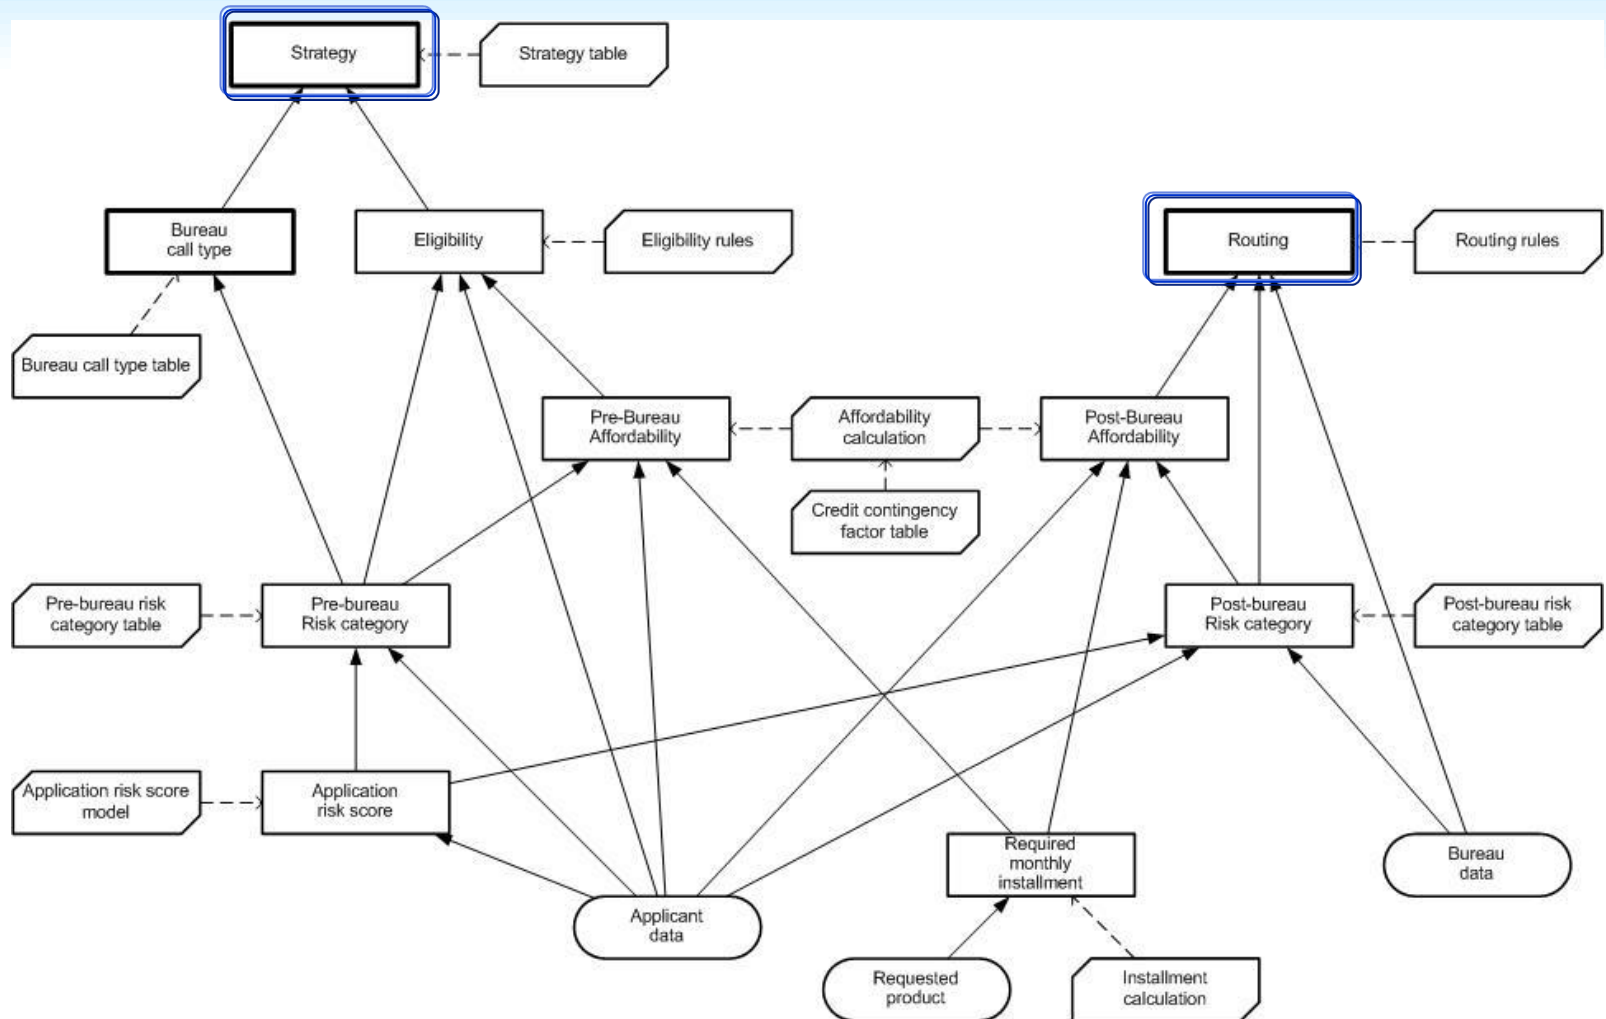 Strategy
Strategy table
Bureau
call type
Eligibility
Eligibility rules
Routing
Routing rules
Bureau call type table
Pre-Bureau
Affordability
Affordability
calculation
Post-Bureau
Affordability
Credit contingency
factor table
Pre-bureau risk
category table
Pre-bureau
Risk category
Post-bureau
Risk category
Post-bureau risk
category table
Application risk score
model
Application
risk score
Required
monthly
installment
Bureau
data
Applicant
data
Requested
product
Installment
calculation